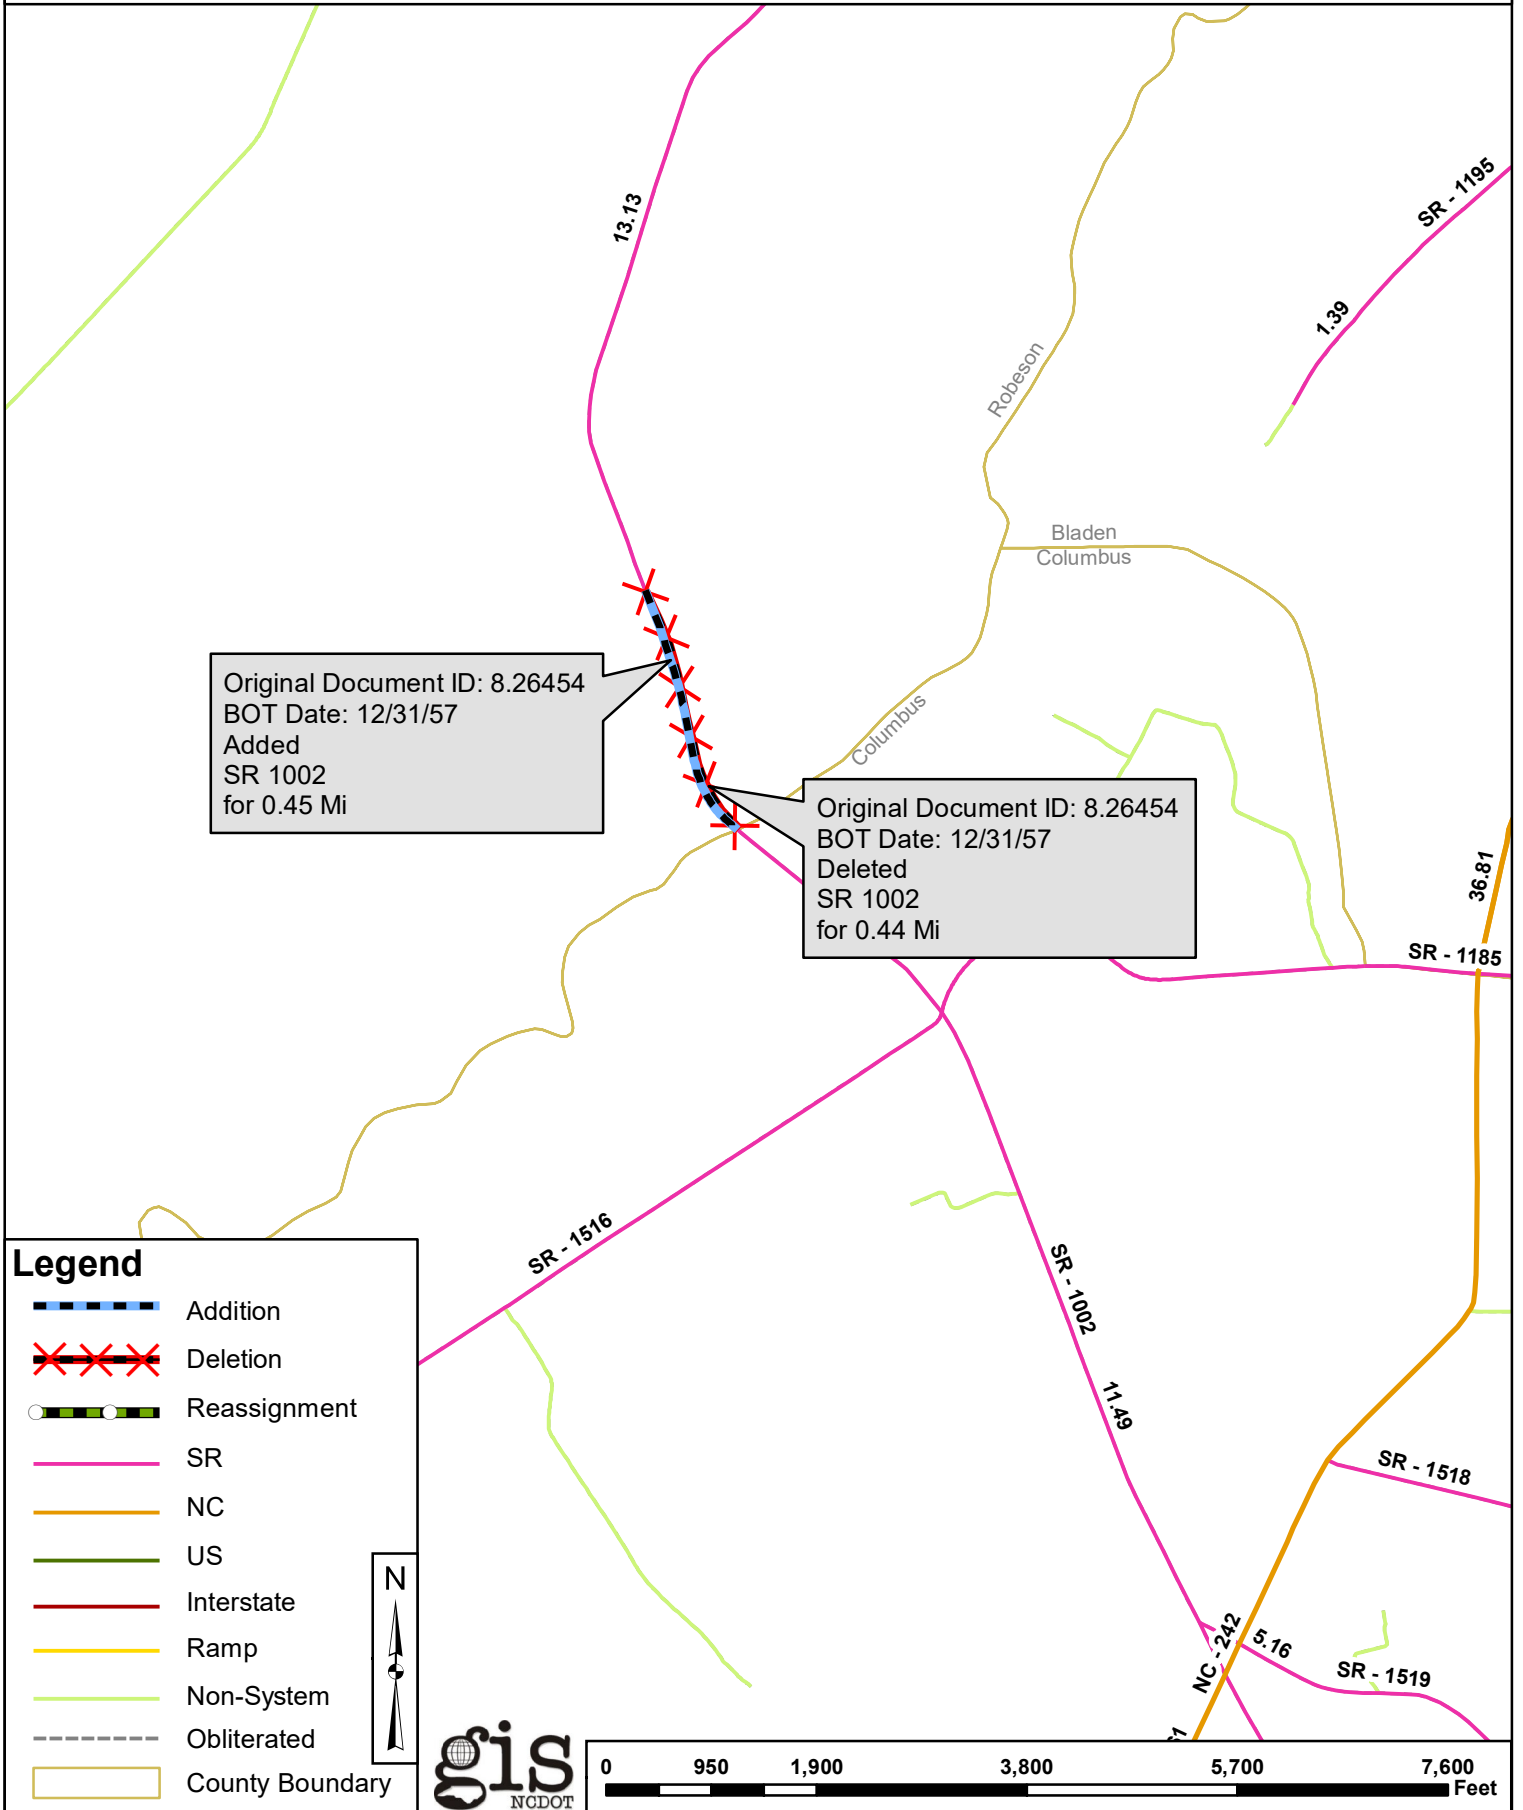 13.13
SR - 1195
1.39
Robeson
Bladen
Columbus
Columbus
Original Document ID: 8.26454
BOT Date: 12/31/57
Added
SR 1002
for 0.45 Mi
Original Document ID: 8.26454
BOT Date: 12/31/57
Deleted
SR 1002
for 0.44 Mi
36.81
SR - 1185
SR - 1516
SR - 1002
11.49
SR - 1518
NC - 242
5.16
SR - 1519
Legend
Addition
Deletion
Reassignment
SR
NC
US
Interstate
Ramp
Non-System
Obliterated
County Boundary
N
gis
NCDOT
0 950 1,900 3,800 5,700 7,600
Feet